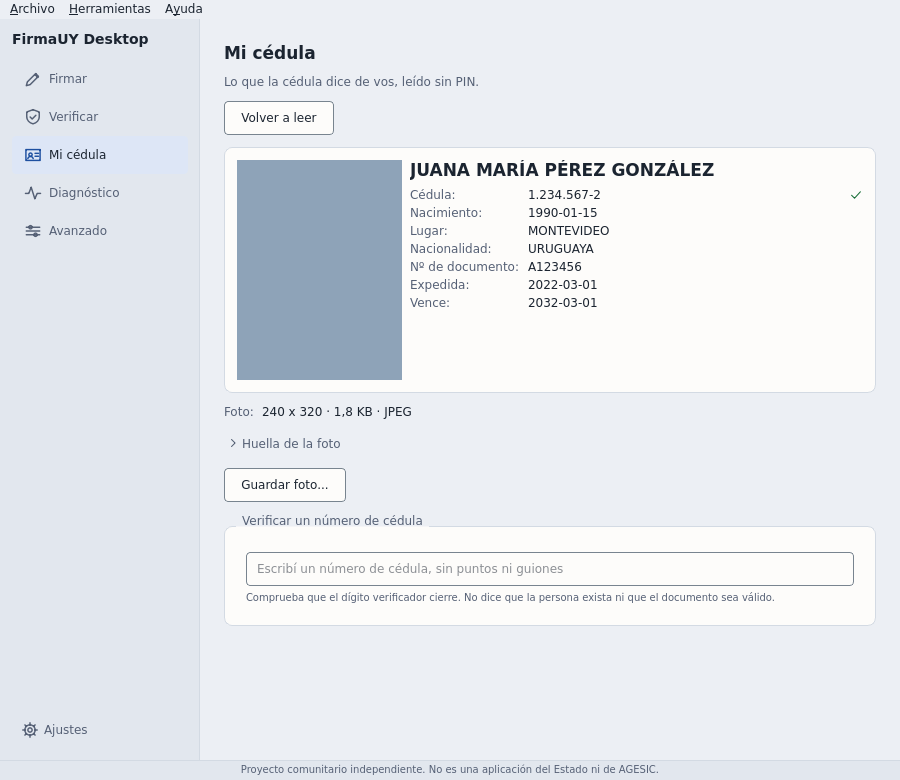 Archivo Herramientas Ayuda
FirmaUY Desktop
Firmar
Verificar
Mi cédula
Diagnóstico
Avanzado
Ajustes
Mi cédula
Lo que la cédula dice de vos, leído sin PIN.
Volver a leer
JUANA MARÍA PÉREZ GONZÁLEZ
Cédula: 1.234.567-2
Nacimiento: 1990-01-15
Lugar: MONTEVIDEO
Nacionalidad: URUGUAYA
Nº de documento: A123456
Expedida: 2022-03-01
Vence: 2032-03-01
Foto: 240 x 320 · 1,8 KB · JPEG
Huella de la foto
Guardar foto...
Verificar un número de cédula
Escribí un número de cédula, sin puntos ni guiones
Comprueba que el dígito verificador cierre. No dice que la persona exista ni que el documento sea válido.
Proyecto comunitario independiente. No es una aplicación del Estado ni de AGESIC.